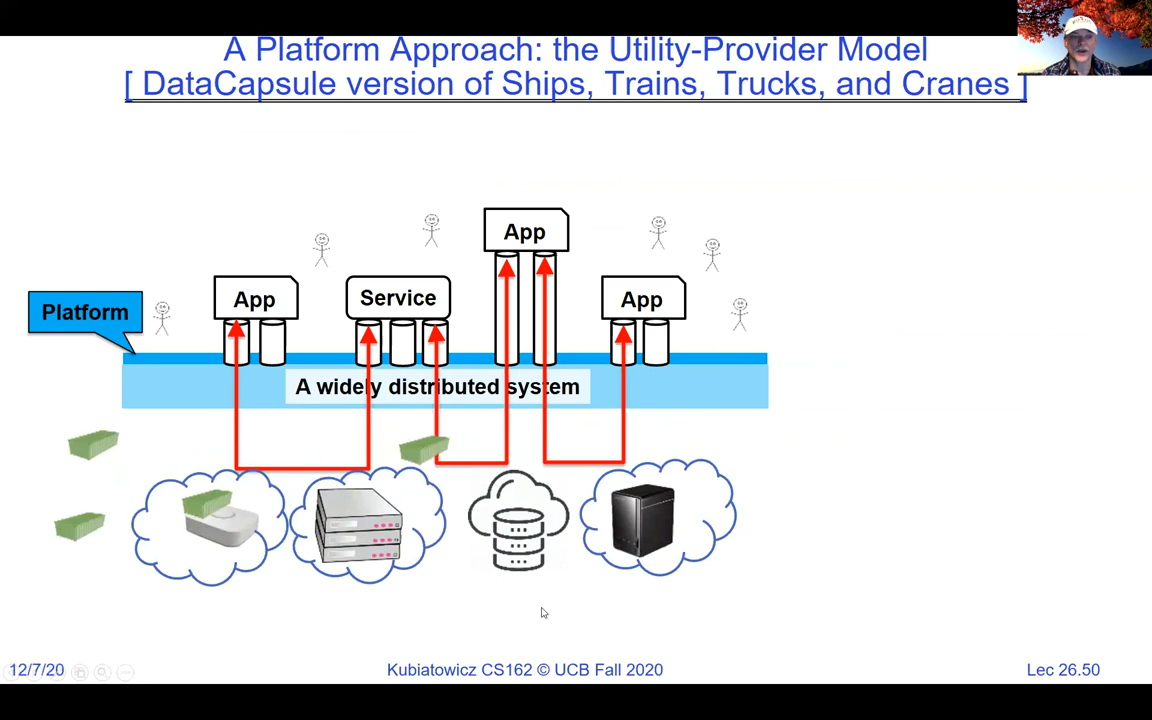 A Platform Approach: the Utility-Provider Model
[ DataCapsule version of Ships, Trains, Trucks, and Cranes ]
App
App
Service
App
Platform
A widely distributed system
12/7/20
Kubiatowicz CS162 © UCB Fall 2020
Lec 26.50